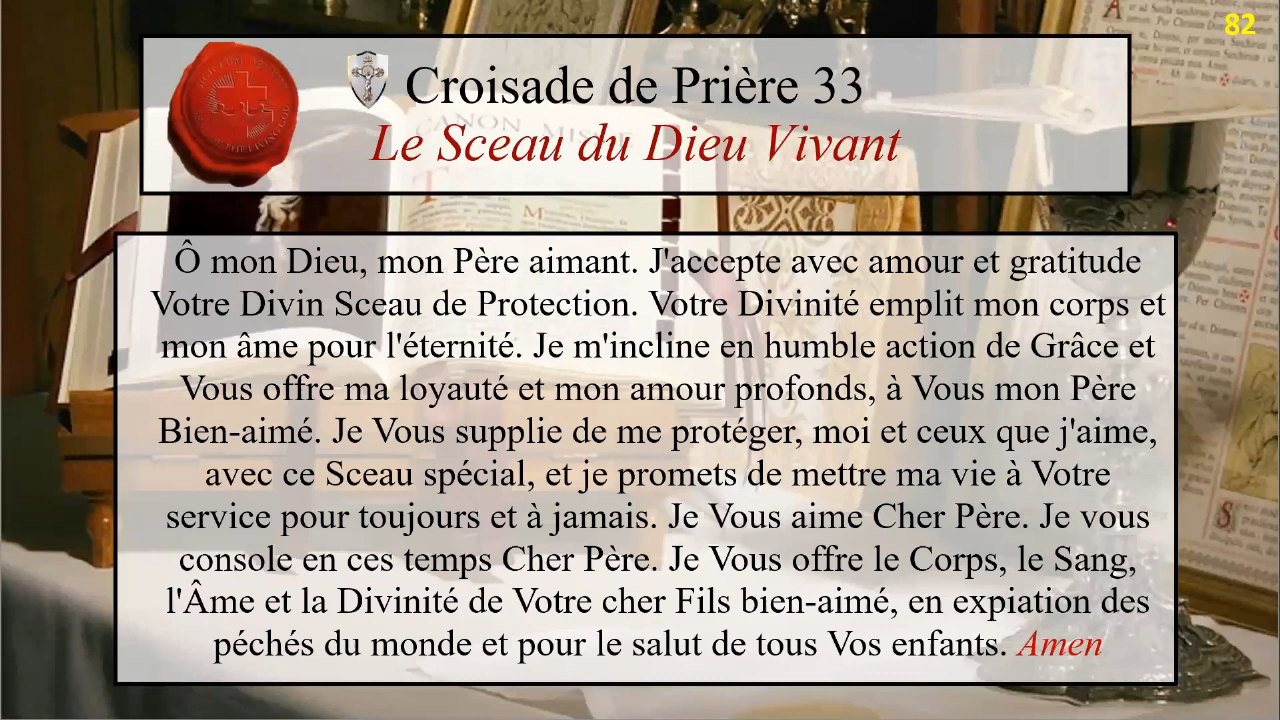 82
Croisade de Prière 33
Le Sceau du Dieu Vivant
CANON MISSÆ
Ô mon Dieu, mon Père aimant. J'accepte avec amour et gratitude
Votre Divin Sceau de Protection. Votre Divinité emplit mon corps et
mon âme pour l'éternité. Je m'incline en humble action de Grâce et
Vous offre ma loyauté et mon amour profonds, à Vous mon Père
Bien-aimé. Je Vous supplie de me protéger, moi et ceux que j'aime,
avec ce Sceau spécial, et je promets de mettre ma vie à Votre
service pour toujours et à jamais. Je Vous aime Cher Père. Je vous
console en ces temps Cher Père. Je Vous offre le Corps, le Sang,
l'Âme et la Divinité de Votre cher Fils bien-aimé, en expiation des
péchés du monde et pour le salut de tous Vos enfants. Amen